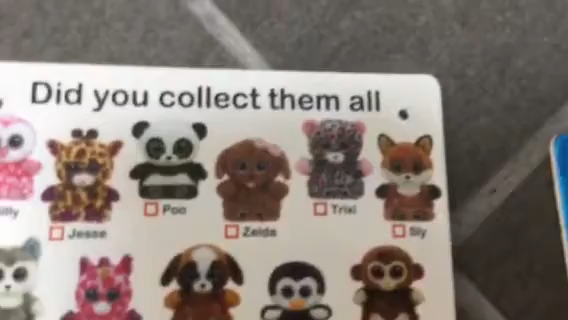 Did you collect them all
Poo
Trixi
Jesse
Zelda
Sly